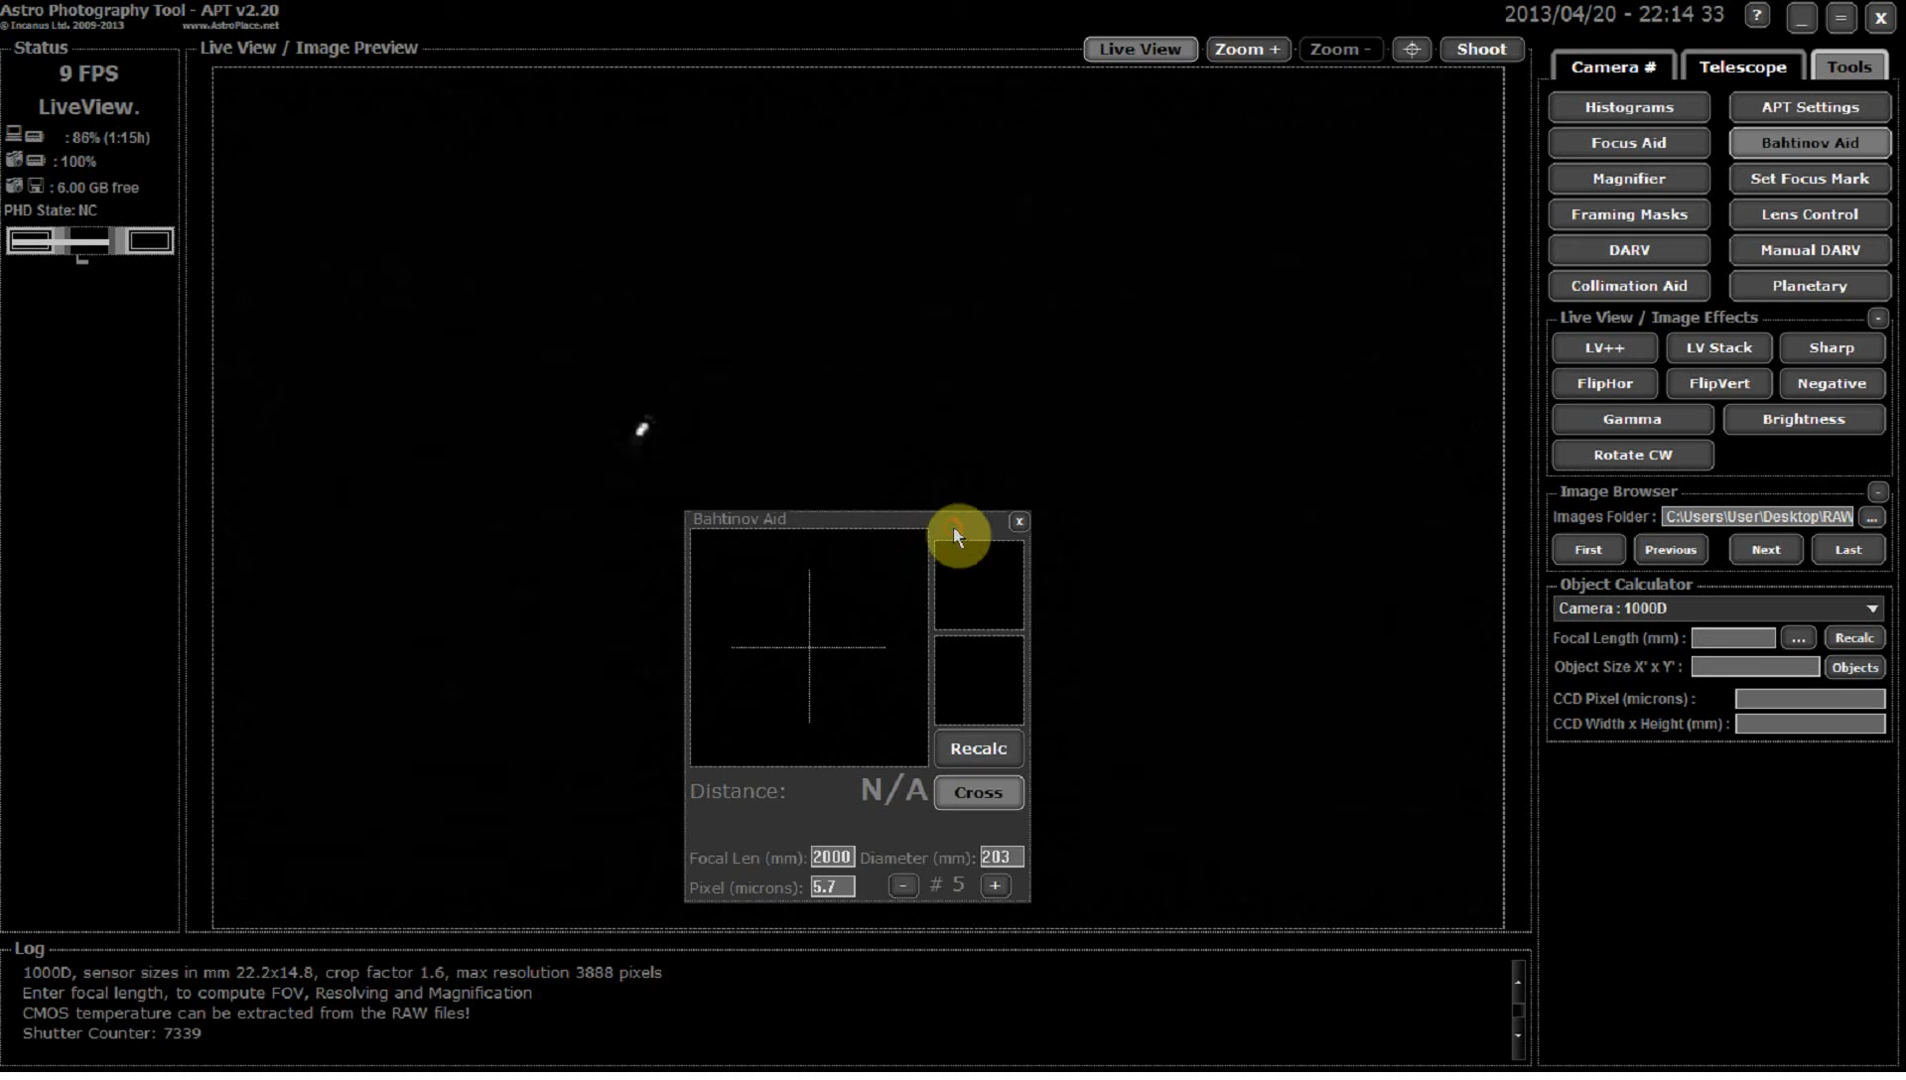 Astro Photography Tool - APT v2.20
© Incanus Ltd. 2009-2013 www.AstroPlace.net
2013/04/20 - 22:14 33
? _ = X
Status
9 FPS
LiveView.
: 86% (1:15h)
: 100%
: 6.00 GB free
PHD State: NC
Live View / Image Preview
Live View Zoom + Zoom - Shoot
Camera # Telescope Tools
Histograms APT Settings
Focus Aid Bahtinov Aid
Magnifier Set Focus Mark
Framing Masks Lens Control
DARV Manual DARV
Collimation Aid Planetary
Live View / Image Effects -
LV++ LV Stack Sharp
FlipHor FlipVert Negative
Gamma Brightness
Rotate CW
Image Browser -
Images Folder : C:\Users\User\Desktop\RAW ...
First Previous Next Last
Object Calculator
Camera : 1000D
Focal Length (mm) : ... Recalc
Object Size X' x Y' : Objects
CCD Pixel (microns) :
CCD Width x Height (mm) :
Bahtinov Aid x
Recalc
Distance: N/A Cross
Focal Len (mm): 2000 Diameter (mm): 203
Pixel (microns): 5.7 - # 5 +
Log
1000D, sensor sizes in mm 22.2x14.8, crop factor 1.6, max resolution 3888 pixels
Enter focal length, to compute FOV, Resolving and Magnification
CMOS temperature can be extracted from the RAW files!
Shutter Counter: 7339